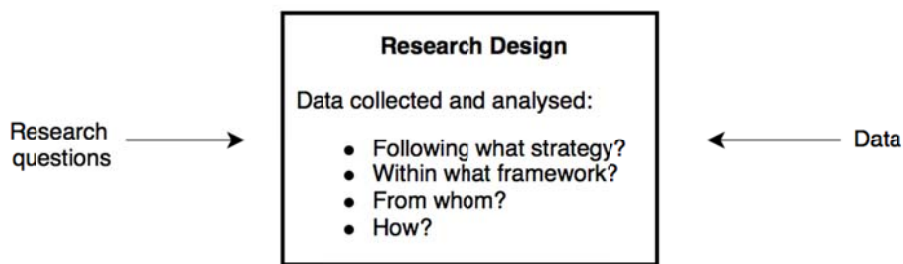 Research Design
Data collected and analysed:
Research
questions
• Following what strategy?
• Within what framework?
• From whom?
• How?
Data